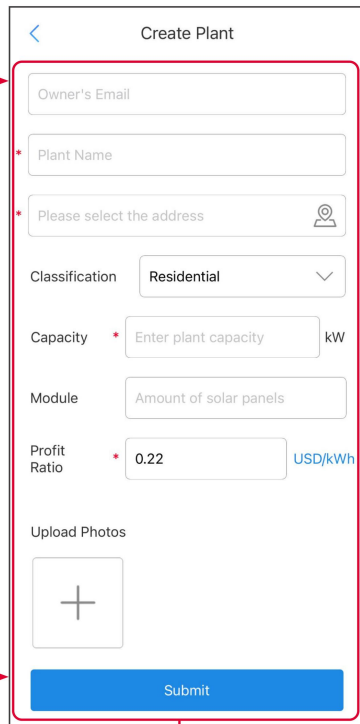 Create Plant
Owner's Email
* Plant Name
* Please select the address
Classification Residential
Capacity * Enter plant capacity kW
Module Amount of solar panels
Profit
Ratio * 0.22 USD/kWh
Upload Photos
Submit